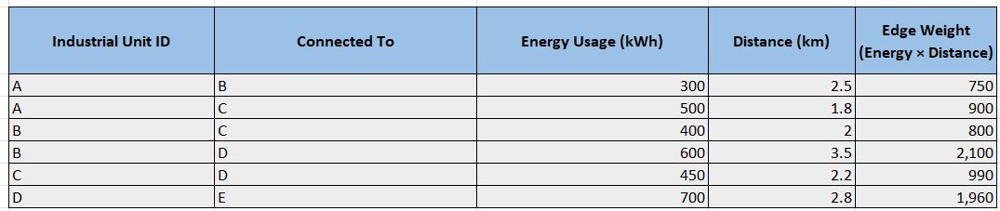 Industrial Unit ID Connected To Energy Usage (kWh) Distance (km) Edge Weight (Energy × Distance)
A B 300 2.5 750
A C 500 1.8 900
B C 400 2 800
B D 600 3.5 2,100
C D 450 2.2 990
D E 700 2.8 1,960